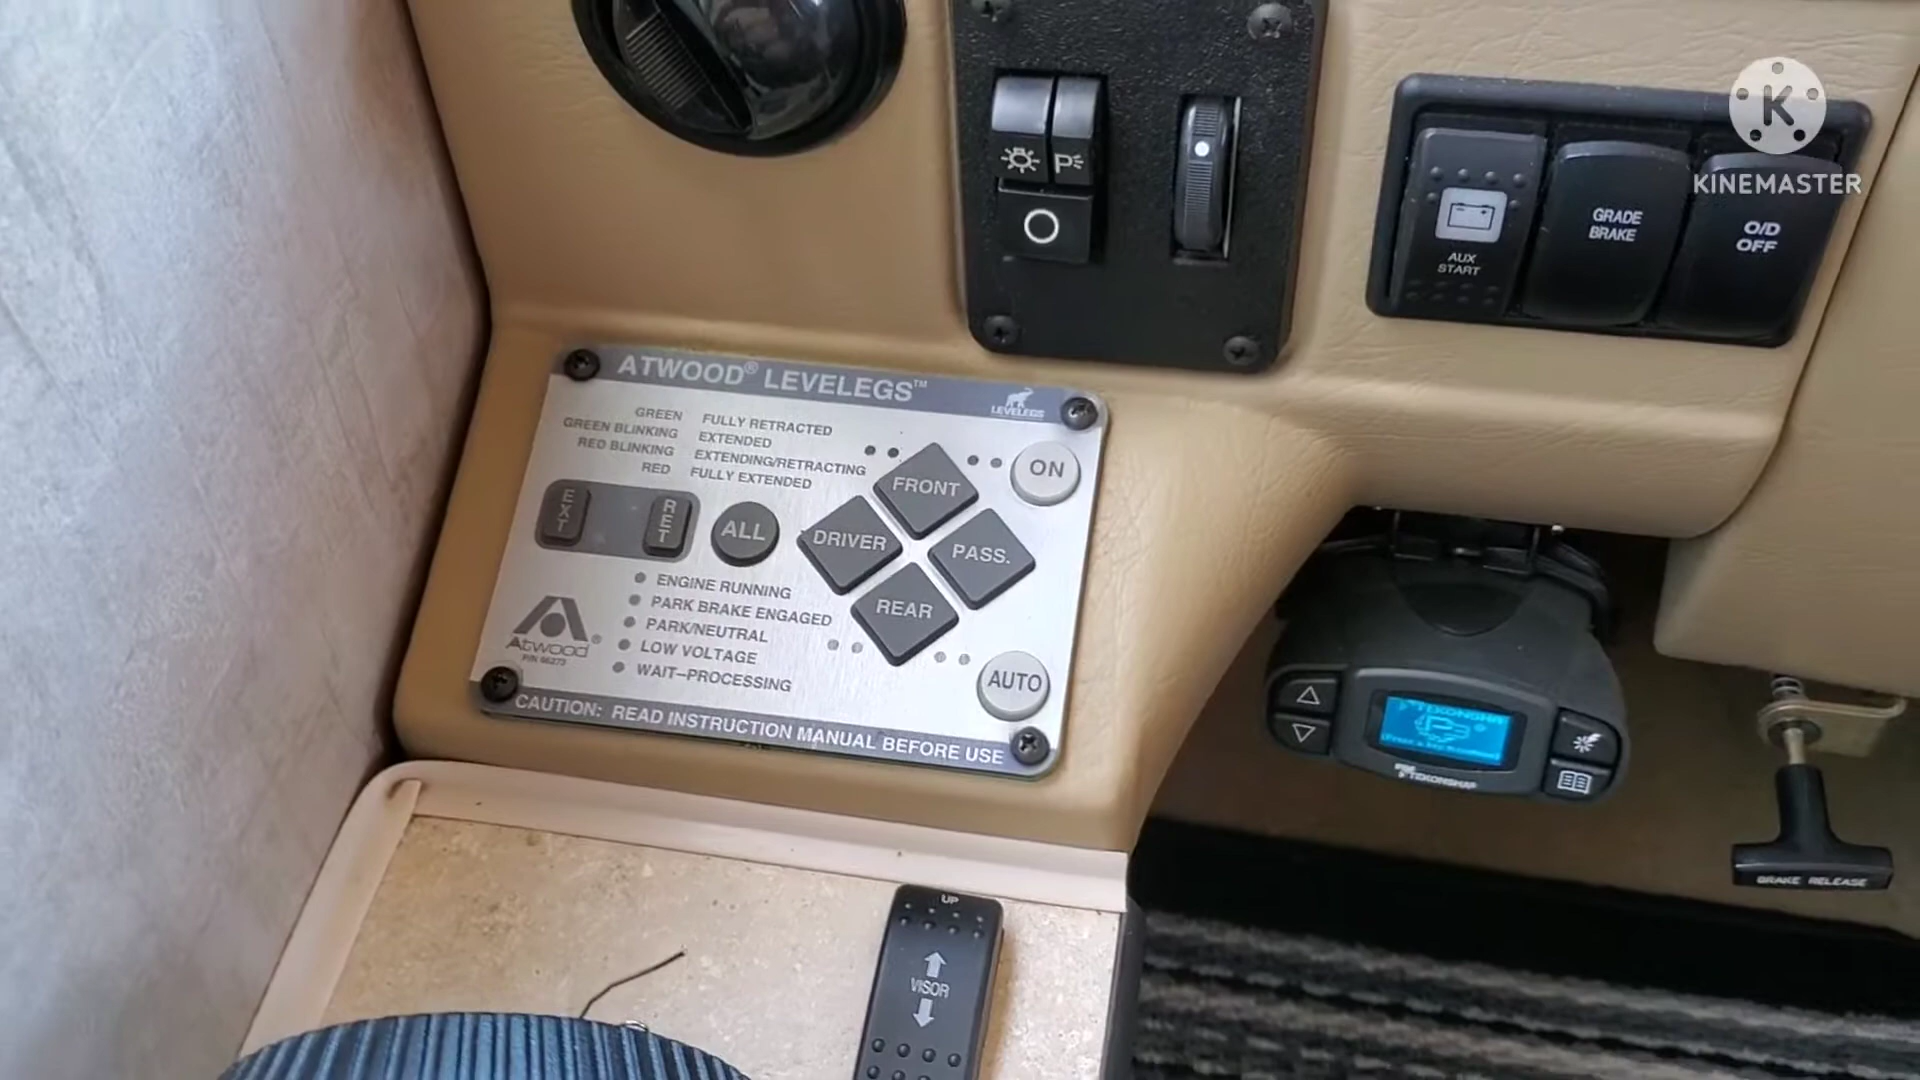 KINEMASTER
P
AUX
START
GRADE
BRAKE
O/D
OFF
ATWOOD® LEVELEGS™
LEVELEGS
GREEN FULLY RETRACTED
GREEN BLINKING EXTENDED
RED BLINKING EXTENDING/RETRACTING
RED FULLY EXTENDED
ON
FRONT
EXT
RET
ALL
DRIVER
PASS.
REAR
ENGINE RUNNING
PARK BRAKE ENGAGED
PARK/NEUTRAL
LOW VOLTAGE
WAIT–PROCESSING
Atwood®
AUTO
CAUTION: READ INSTRUCTION MANUAL BEFORE USE
TEKONSHA
TEKONSHA
BRAKE RELEASE
UP
VISOR